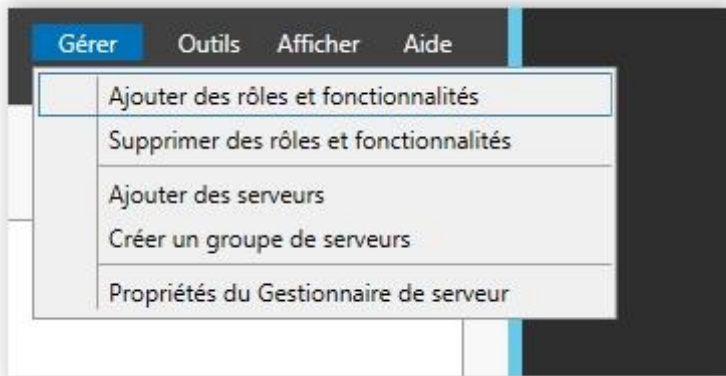 Gérer Outils Afficher Aide
Ajouter des rôles et fonctionnalités
Supprimer des rôles et fonctionnalités
Ajouter des serveurs
Créer un groupe de serveurs
Propriétés du Gestionnaire de serveur